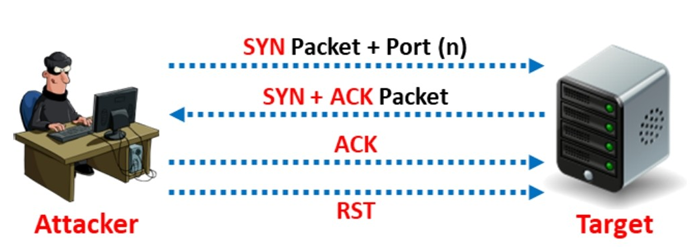 SYN Packet + Port (n)
SYN + ACK Packet
ACK
RST
Attacker
Target